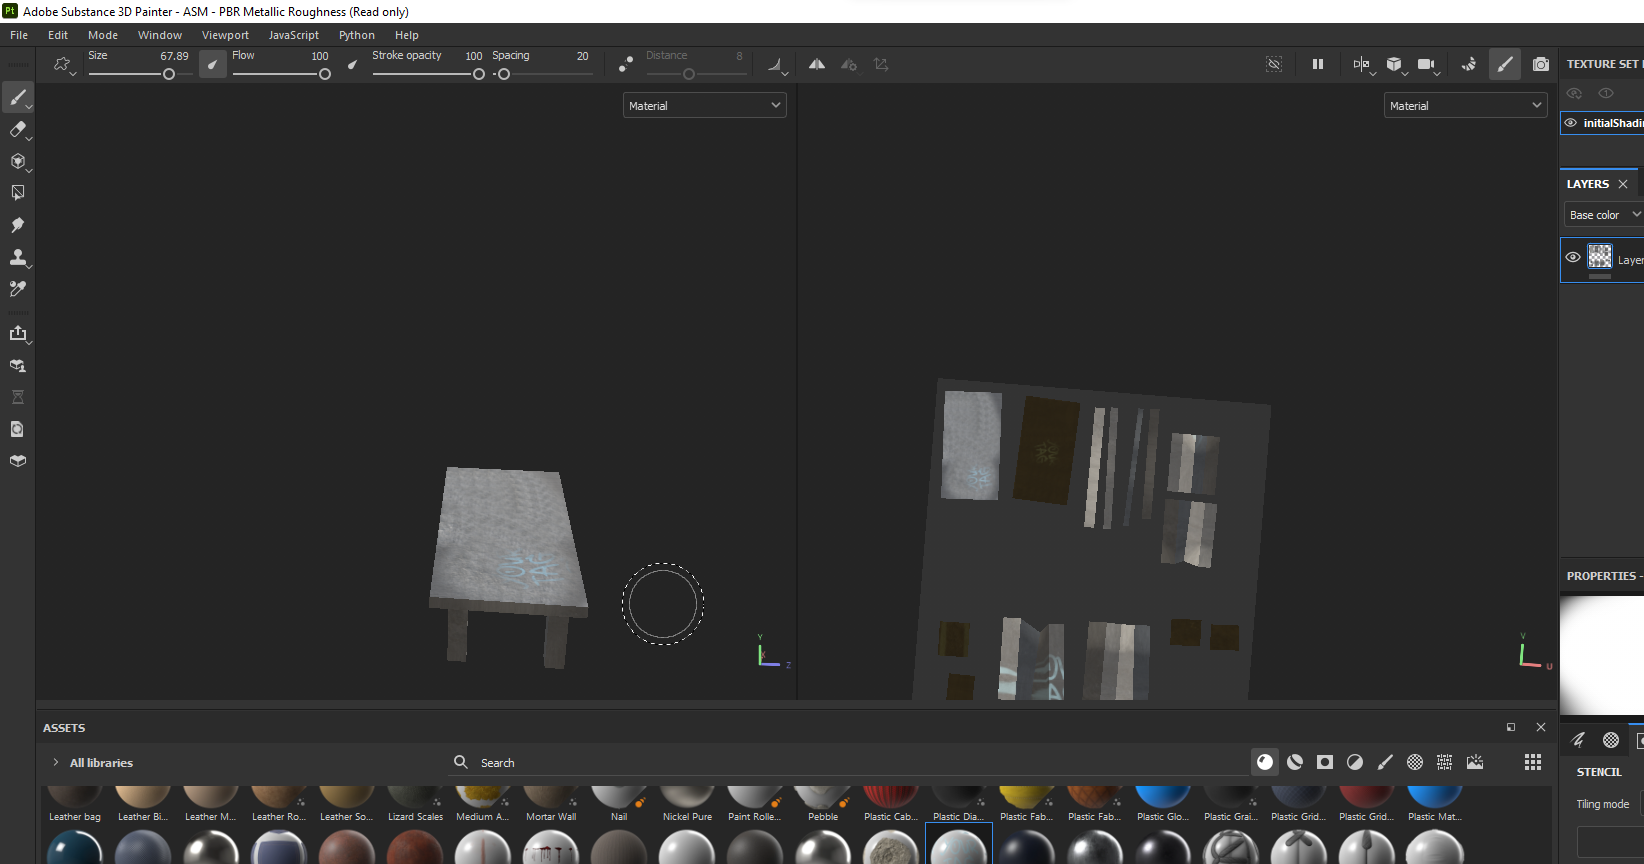 Pt Adobe Substance 3D Painter - ASM - PBR Metallic Roughness (Read only)
File Edit Mode Window Viewport JavaScript Python Help
Size 67.89 Flow 100 Stroke opacity 100 Spacing 20 Distance 8
TEXTURE SET
Material
Material
initialShadi
LAYERS
Base color
Layer
Y
X
Z
V
U
PROPERTIES -
ASSETS
All libraries
Search
STENCIL
Tiling mode
Leather bag Leather Bi... Leather M... Leather Ro... Leather So... Lizard Scales Medium A... Mortar Wall Nail Nickel Pure Paint Rolle... Pebble Plastic Cab... Plastic Dia... Plastic Fab... Plastic Fab... Plastic Glo... Plastic Grai... Plastic Grid... Plastic Grid... Plastic Mat...